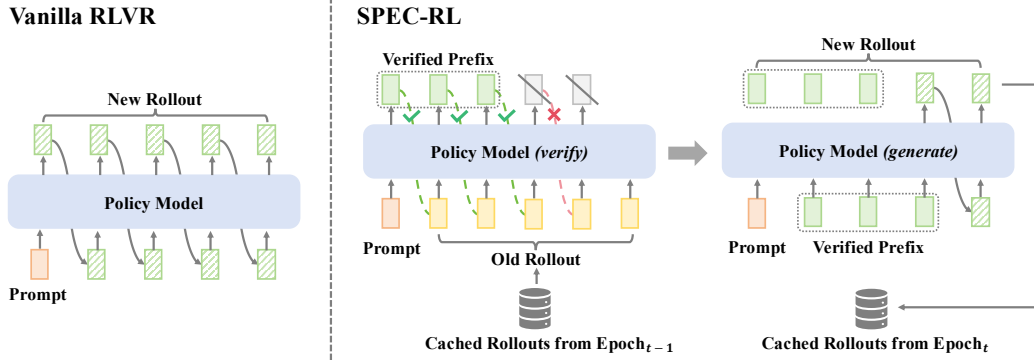 Vanilla RLVR
New Rollout
Policy Model
Prompt
SPEC-RL
Verified Prefix
Policy Model (verify)
Prompt
Old Rollout
Cached Rollouts from Epoch_{t-1}
New Rollout
Policy Model (generate)
Prompt
Verified Prefix
Cached Rollouts from Epoch_t